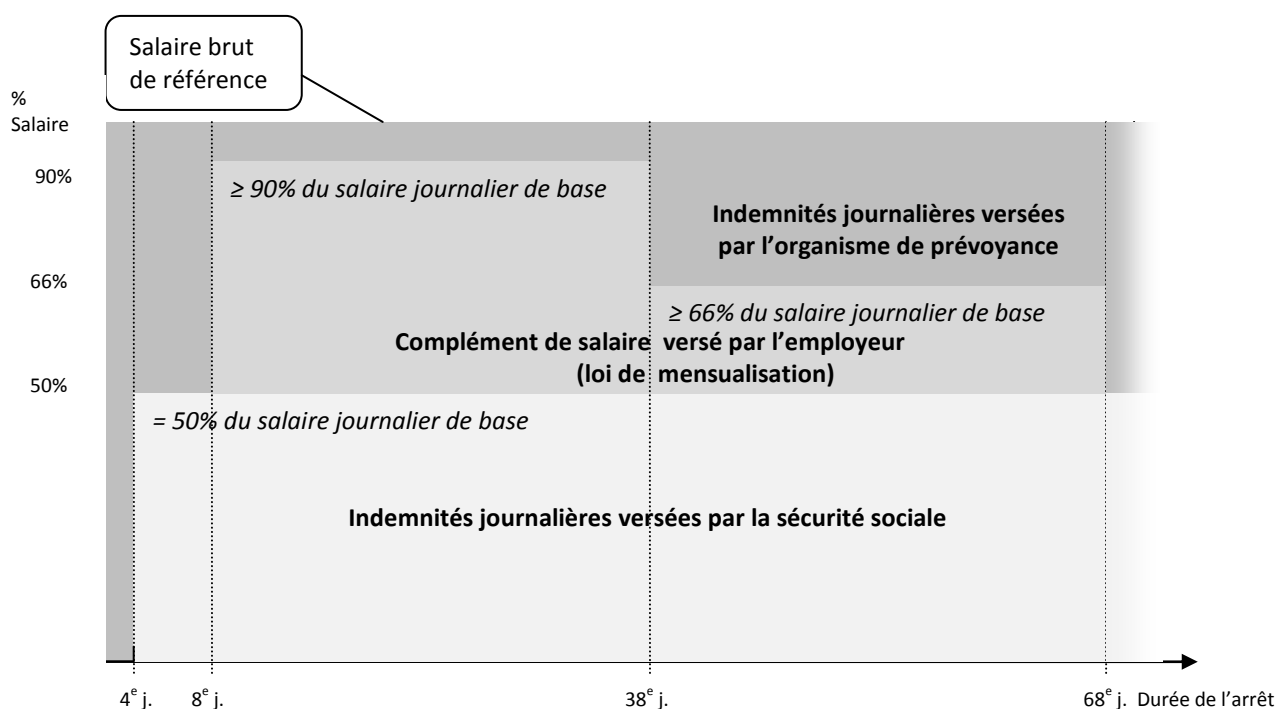 Salaire brut
de référence
%
Salaire
90%
≥ 90% du salaire journalier de base
Indemnités journalières versées
par l’organisme de prévoyance
66%
≥ 66% du salaire journalier de base
Complément de salaire versé par l’employeur
(loi de mensualisation)
50%
= 50% du salaire journalier de base
Indemnités journalières versées par la sécurité sociale
4e j. 8e j. 38e j. 68e j. Durée de l’arrêt